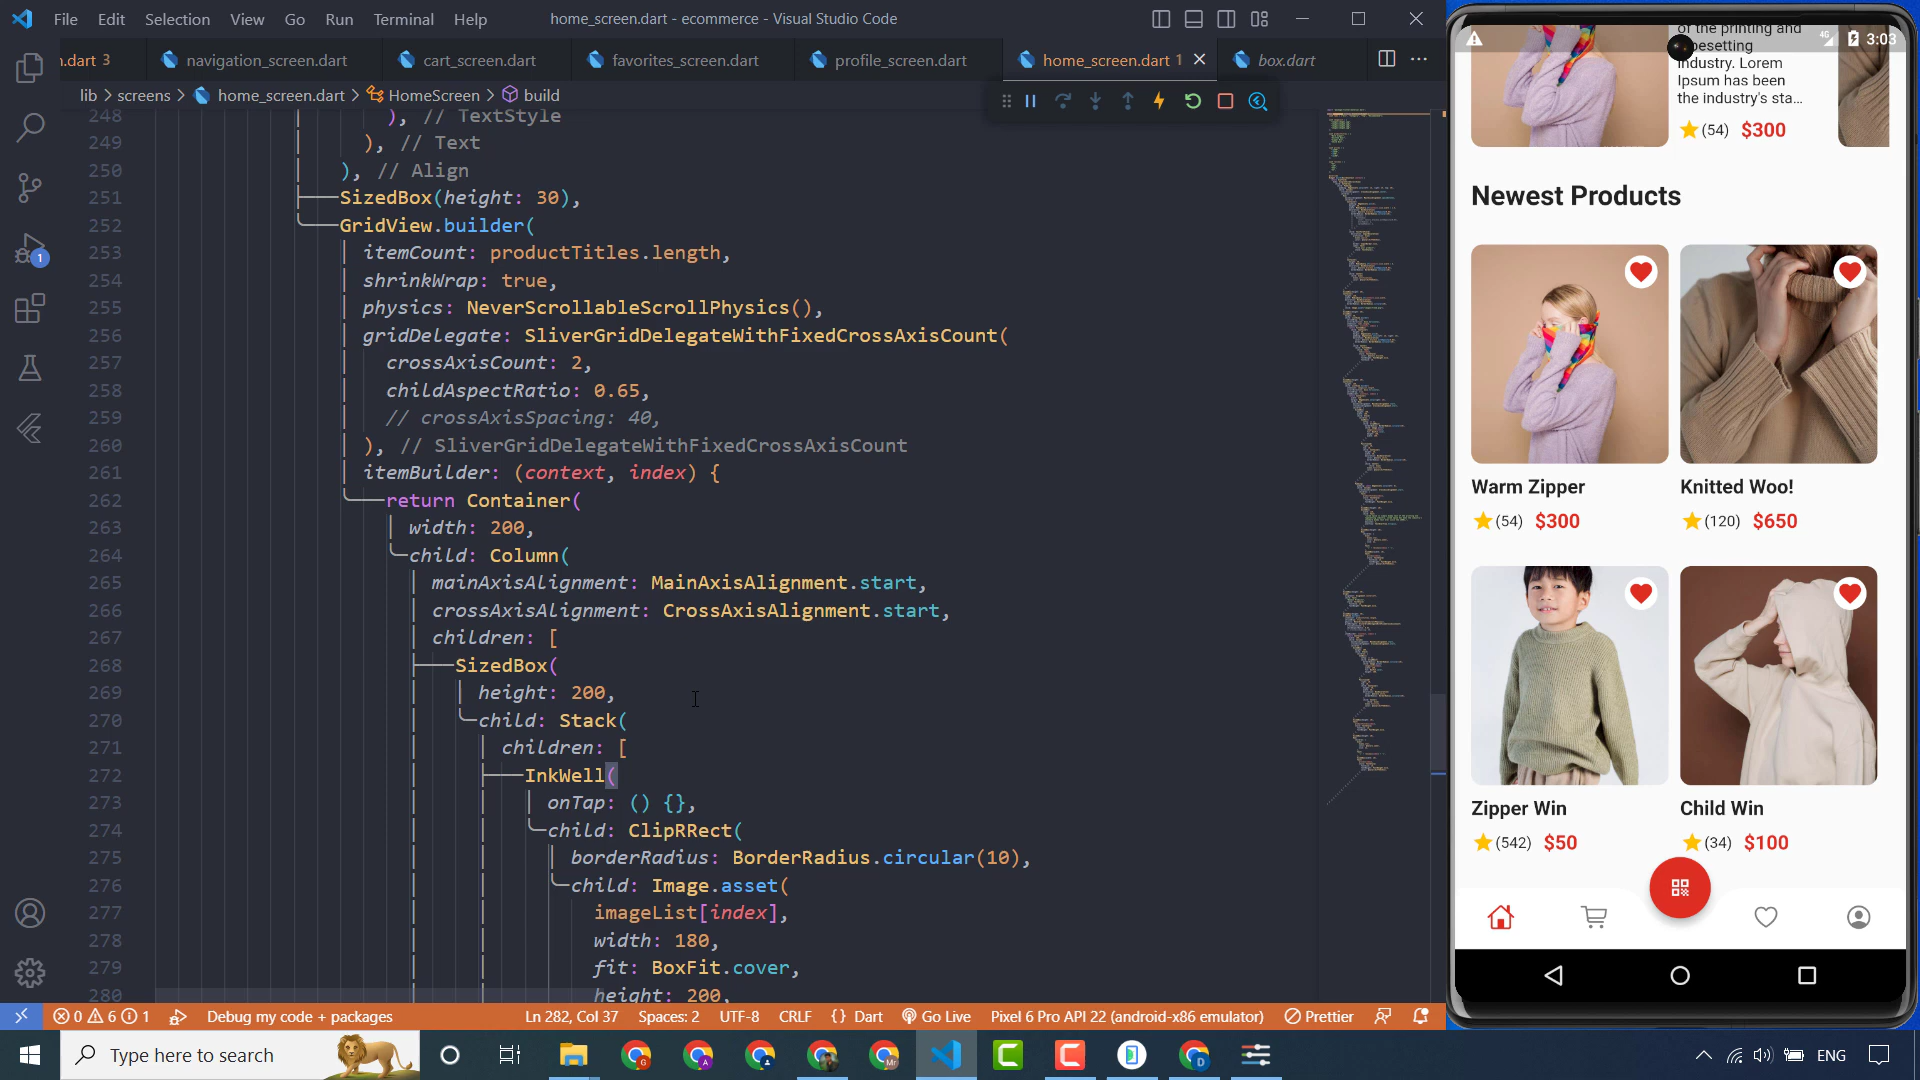 File Edit Selection View Go Run Terminal Help
home_screen.dart - ecommerce - Visual Studio Code
n.dart 3
navigation_screen.dart
cart_screen.dart
favorites_screen.dart
profile_screen.dart
home_screen.dart 1
box.dart
lib > screens > home_screen.dart > HomeScreen > build
248 ), // TextStyle
249 ), // Text
250 ), // Align
251 SizedBox(height: 30),
252 GridView.builder(
253 itemCount: productTitles.length,
254 shrinkWrap: true,
255 physics: NeverScrollableScrollPhysics(),
256 gridDelegate: SliverGridDelegateWithFixedCrossAxisCount(
257 crossAxisCount: 2,
258 childAspectRatio: 0.65,
259 // crossAxisSpacing: 40,
260 ), // SliverGridDelegateWithFixedCrossAxisCount
261 itemBuilder: (context, index) {
262 return Container(
263 width: 200,
264 child: Column(
265 mainAxisAlignment: MainAxisAlignment.start,
266 crossAxisAlignment: CrossAxisAlignment.start,
267 children: [
268 SizedBox(
269 height: 200,
270 child: Stack(
271 children: [
272 InkWell(
273 onTap: () {},
274 child: ClipRRect(
275 borderRadius: BorderRadius.circular(10),
276 child: Image.asset(
277 imageList[index],
278 width: 180,
279 fit: BoxFit.cover,
280 height: 200,
1
0 6 1
Debug my code + packages
Ln 282, Col 37
Spaces: 2
UTF-8
CRLF
{ } Dart
Go Live
Pixel 6 Pro API 22 (android-x86 emulator)
Prettier
Type here to search
ENG
4G 3:03
of the printing and
typesetting
industry. Lorem
Ipsum has been
the industry's sta...
(54) $300
Newest Products
Warm Zipper
(54) $300
Knitted Woo!
(120) $650
Zipper Win
(542) $50
Child Win
(34) $100